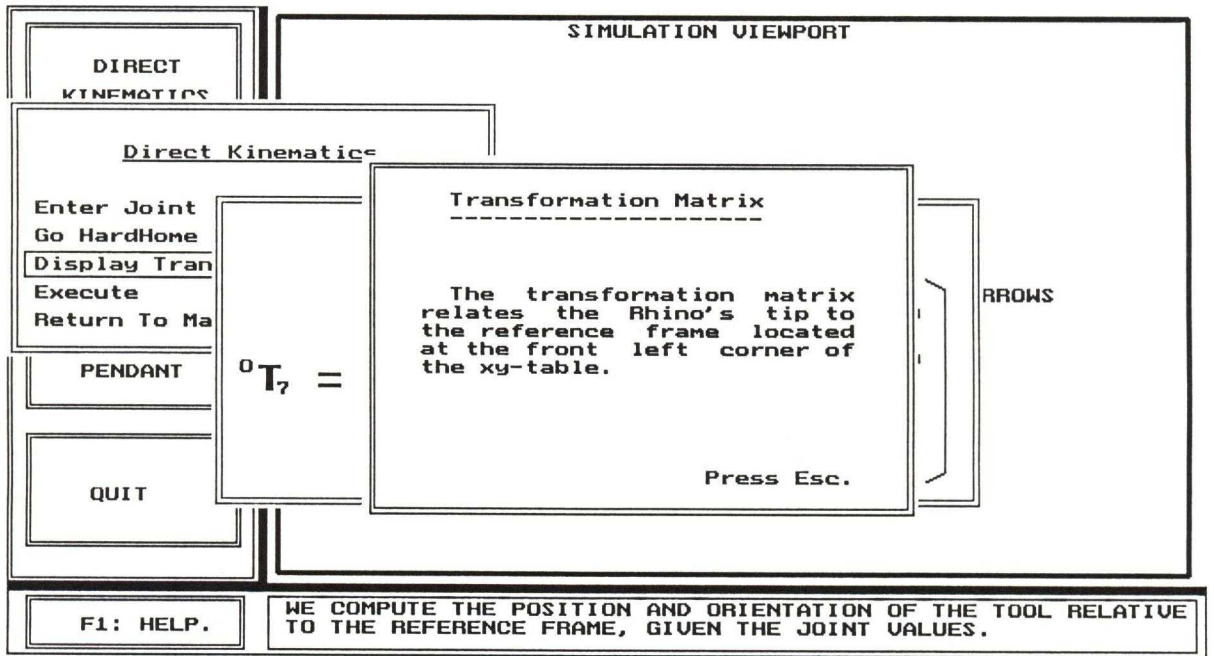 SIMULATION VIEWPORT
DIRECT
KINEMATICS
Direct Kinematics
Enter Joint
Go HardHome
Display Tran
Execute
Return To Ma
PENDANT
QUIT
⁰T₇ =
Transformation Matrix
The transformation matrix
relates the Rhino's tip to
the reference frame located
at the front left corner of
the xy-table.
Press Esc.
RROWS
F1: HELP.
WE COMPUTE THE POSITION AND ORIENTATION OF THE TOOL RELATIVE
TO THE REFERENCE FRAME, GIVEN THE JOINT VALUES.